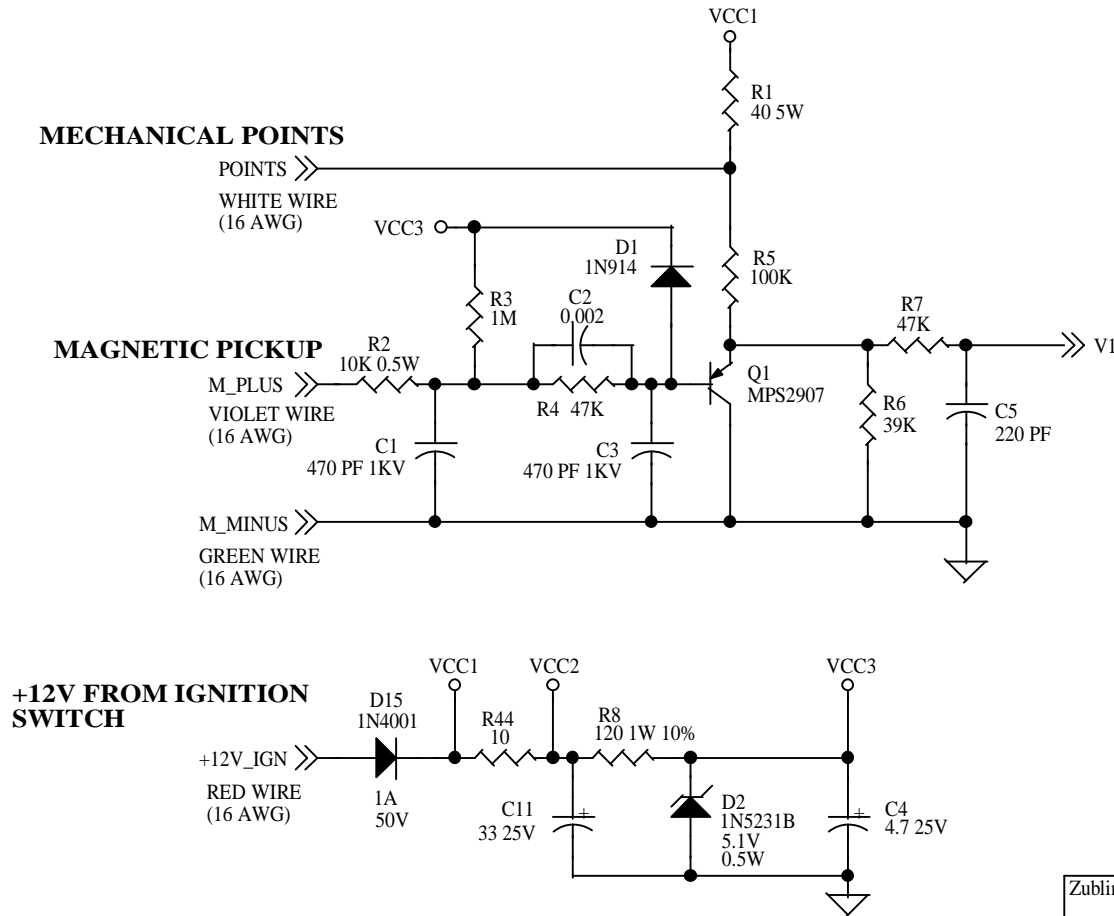 VCC1
R1
40 5W
MECHANICAL POINTS
POINTS
WHITE WIRE
(16 AWG)
VCC3
D1
1N914
R5
100K
R3
1M
C2
0.002
R7
47K
V1
MAGNETIC PICKUP
R2
10K 0.5W
M_PLUS
VIOLET WIRE
(16 AWG)
R4 47K
Q1
MPS2907
R6
39K
C5
220 PF
C1
470 PF 1KV
C3
470 PF 1KV
M_MINUS
GREEN WIRE
(16 AWG)
+12V FROM IGNITION
SWITCH
VCC1
VCC2
VCC3
D15
1N4001
R44
10
R8
120 1W 10%
+12V_IGN
RED WIRE
(16 AWG)
1A
50V
C11
33 25V
+
D2
1N5231B
5.1V
0.5W
+
C4
4.7 25V